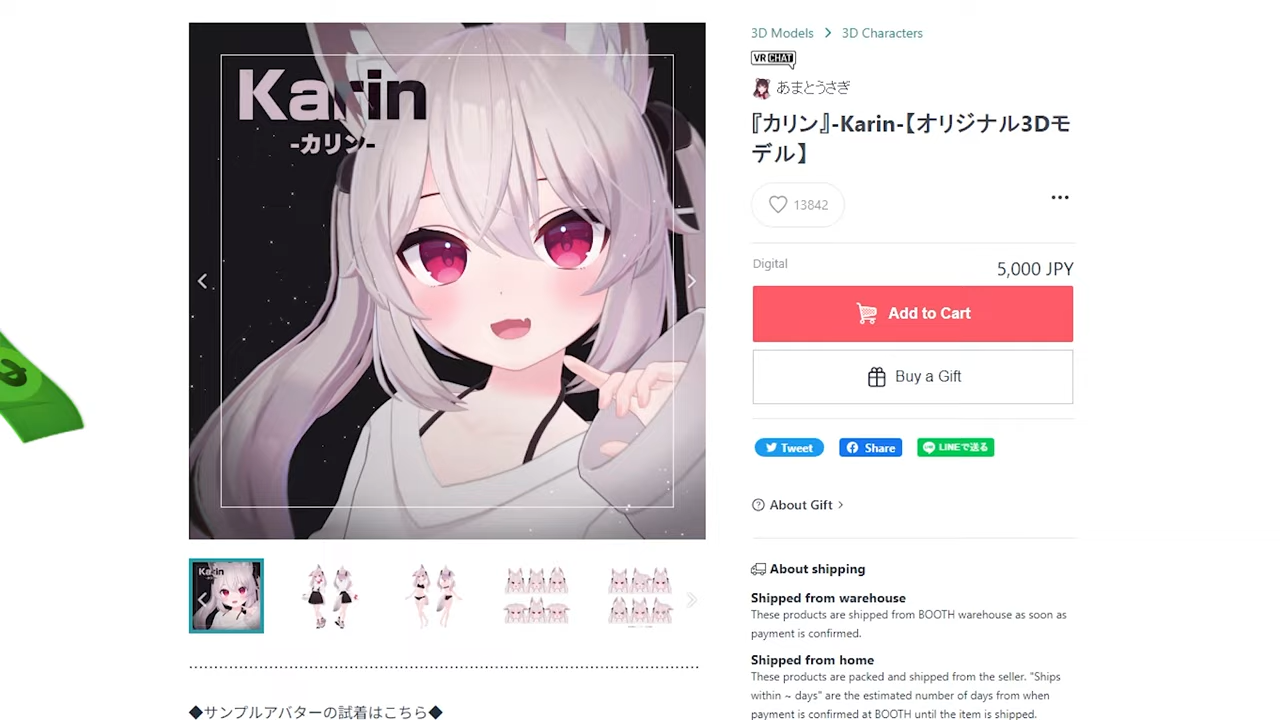 Karin
-カリン-
3D Models
3D Characters
VR CHAT
あまとうさぎ
『カリン』-Karin-【オリジナル3Dモ
デル】
13842
Digital
5,000 JPY
Add to Cart
Buy a Gift
Tweet
Share
LINEで送る
About Gift
About shipping
Shipped from warehouse
These products are shipped from BOOTH warehouse as soon as
payment is confirmed.
Shipped from home
These products are packed and shipped from the seller. "Ships
within ~ days" are the estimated number of days from when
payment is confirmed at BOOTH until the item is shipped.
Karin
◆サンプルアバターの試着はこちら◆